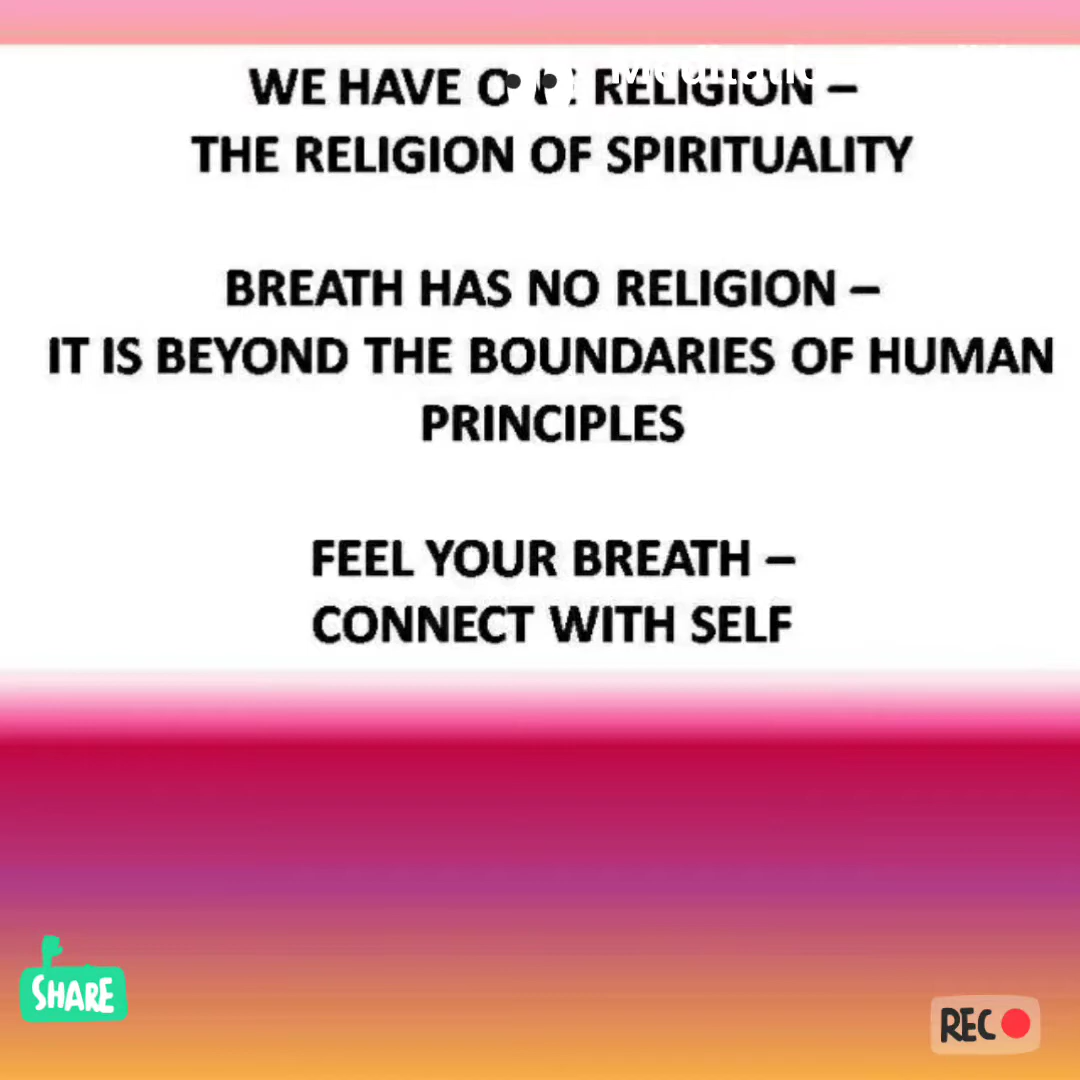 WE HAVE ONE RELIGION –
THE RELIGION OF SPIRITUALITY
BREATH HAS NO RELIGION –
IT IS BEYOND THE BOUNDARIES OF HUMAN
PRINCIPLES
FEEL YOUR BREATH –
CONNECT WITH SELF
SHARE
REC